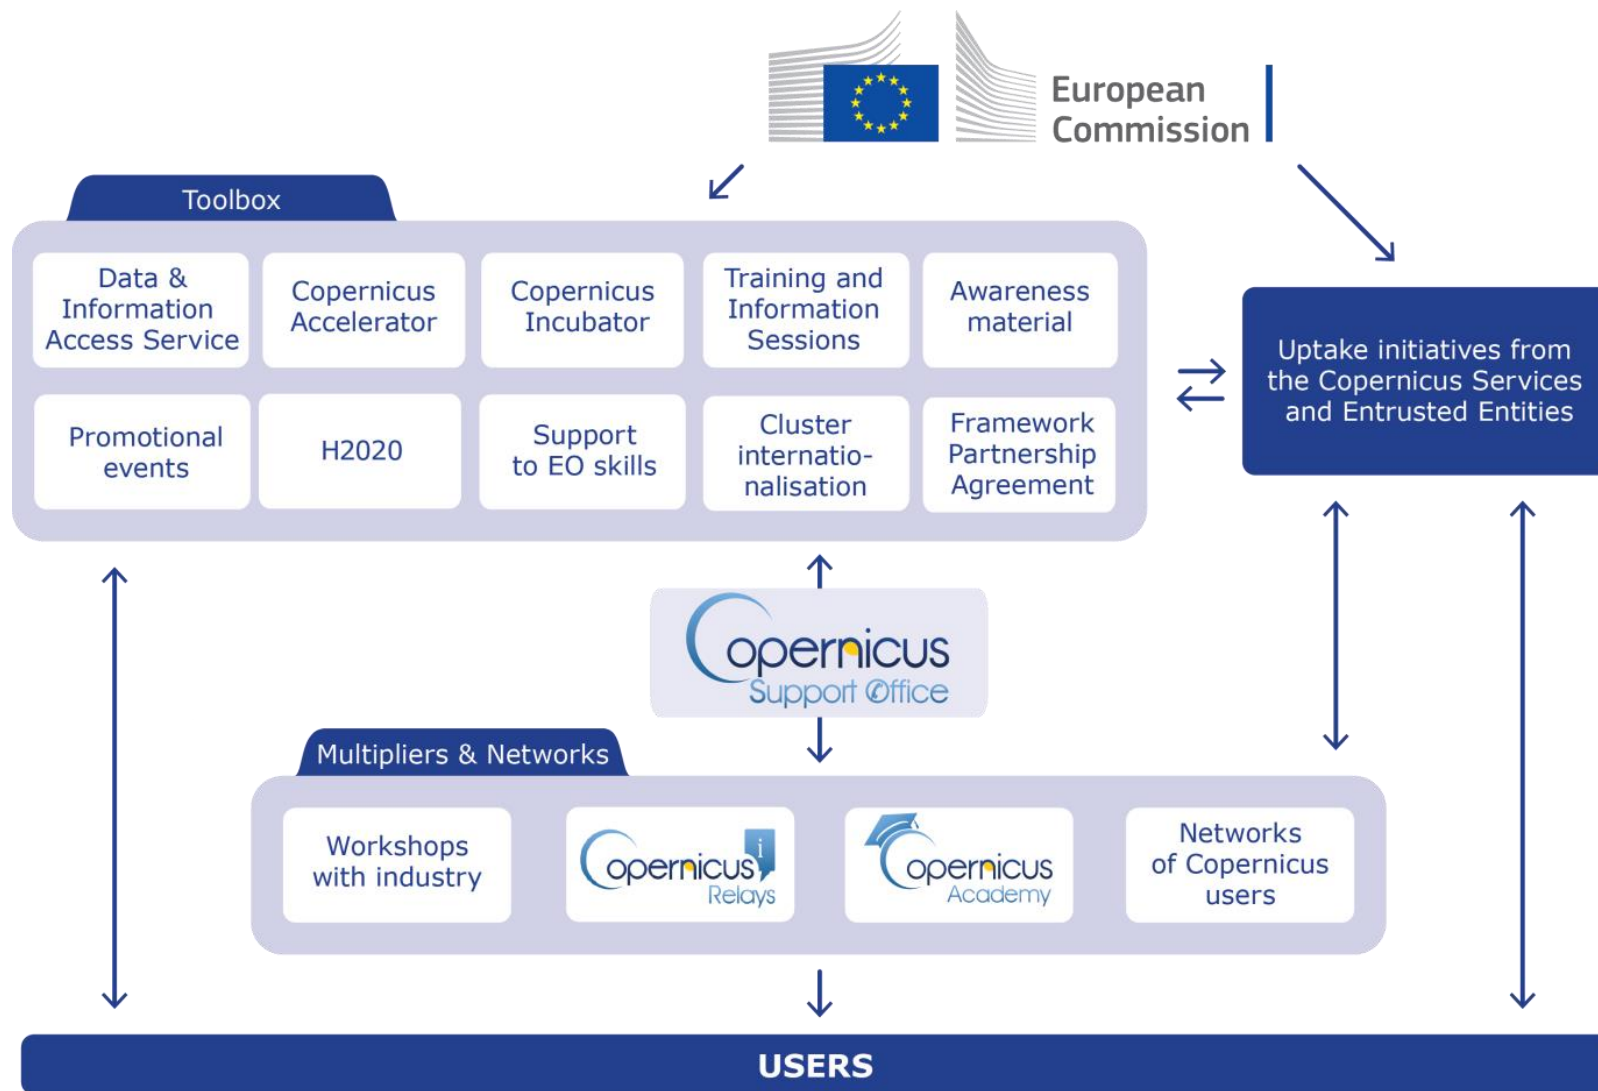 European
Commission
Toolbox
Data &
Information
Access Service
Copernicus
Accelerator
Copernicus
Incubator
Training and
Information
Sessions
Awareness
material
Promotional
events
H2020
Support
to EO skills
Cluster
internatio-
nalisation
Framework
Partnership
Agreement
Uptake initiatives from
the Copernicus Services
and Entrusted Entities
Copernicus
Support Office
Multipliers & Networks
Workshops
with industry
Copernicus
i
Relays
Copernicus
Academy
Networks
of Copernicus
users
USERS